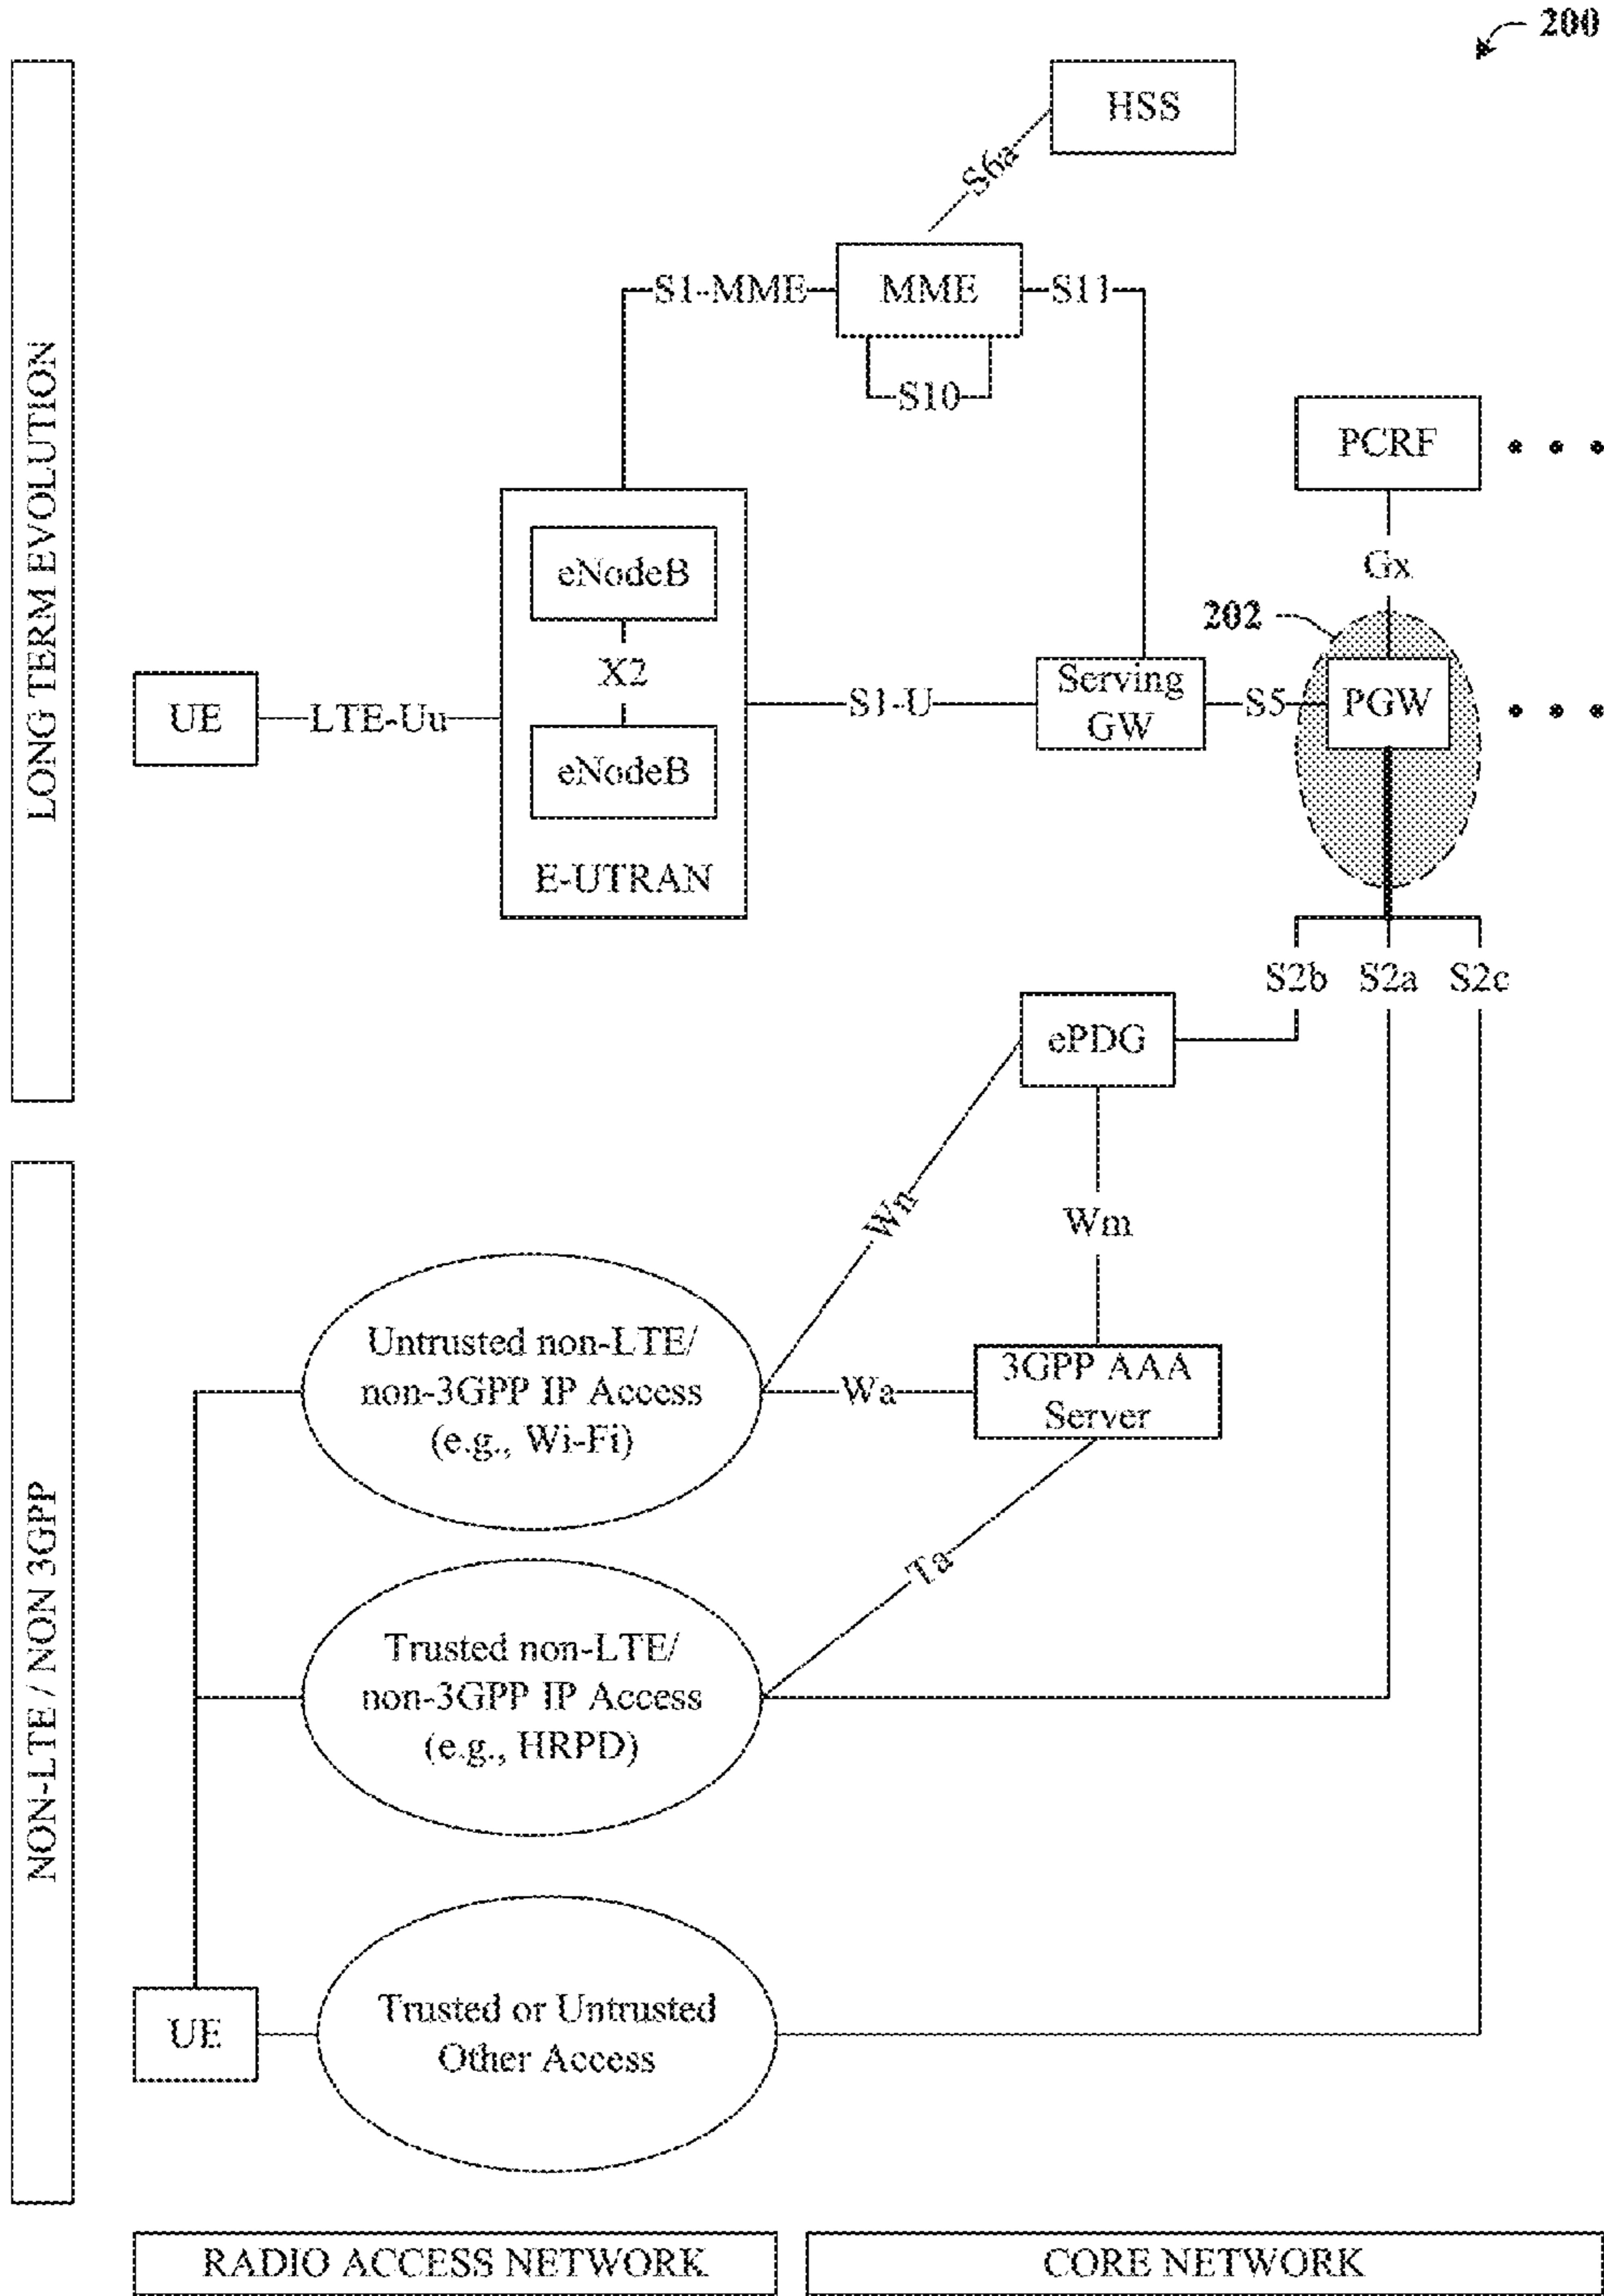 200
HSS
S6a
S1-MME
MME
S11
S10
LONG TERM EVOLUTION
PCRF
• • •
eNodeB
Gx
202
X2
UE
LTE-Uu
S1-U
Serving
GW
S5
PGW
• • •
eNodeB
E-UTRAN
S2b
S2a
S2c
ePDG
Wn
Wm
NON-LTE / NON 3GPP
Untrusted non-LTE/
non-3GPP IP Access
(e.g., Wi-Fi)
Wa
3GPP AAA
Server
Ta
Trusted non-LTE/
non-3GPP IP Access
(e.g., HRPD)
UE
Trusted or Untrusted
Other Access
RADIO ACCESS NETWORK
CORE NETWORK